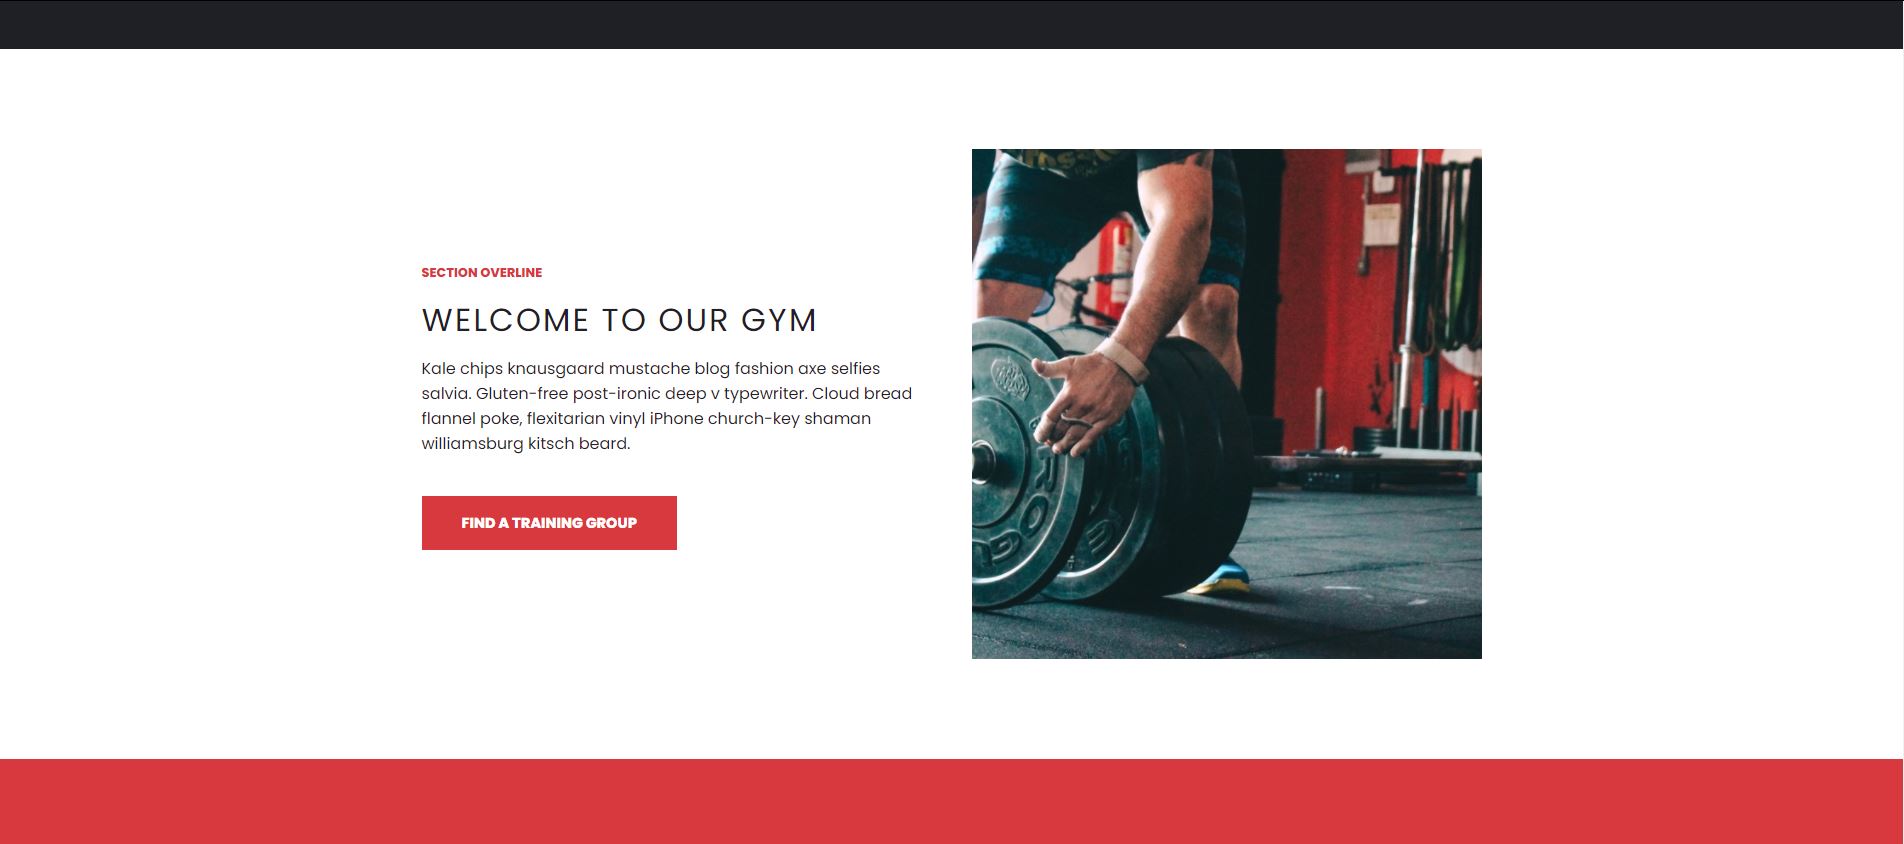 SECTION OVERLINE
WELCOME TO OUR GYM
Kale chips knausgaard mustache blog fashion axe selfies
salvia. Gluten-free post-ironic deep v typewriter. Cloud bread
flannel poke, flexitarian vinyl iPhone church-key shaman
williamsburg kitsch beard.
FIND A TRAINING GROUP